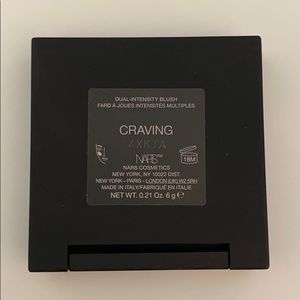 DUAL-INTENSITY BLUSH
FARD À JOUES INTENSITÉS MULTIPLES
CRAVING
NARS™
18M
NARS COSMETICS
NEW YORK, NY 10022 DIST.
NEW YORK – PARIS – LONDON (UK) W2 5RH
MADE IN ITALY/FABRIQUÉ EN ITALIE
NET WT. 0.21 Oz. 6 g ℮